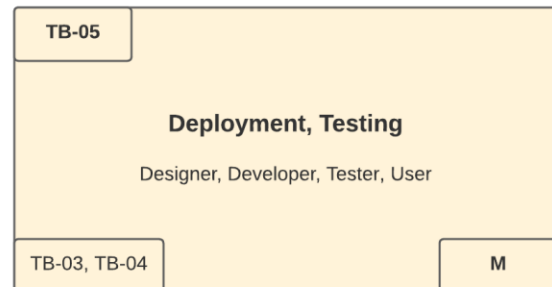 TB-05
Deployment, Testing
Designer, Developer, Tester, User
TB-03, TB-04
M